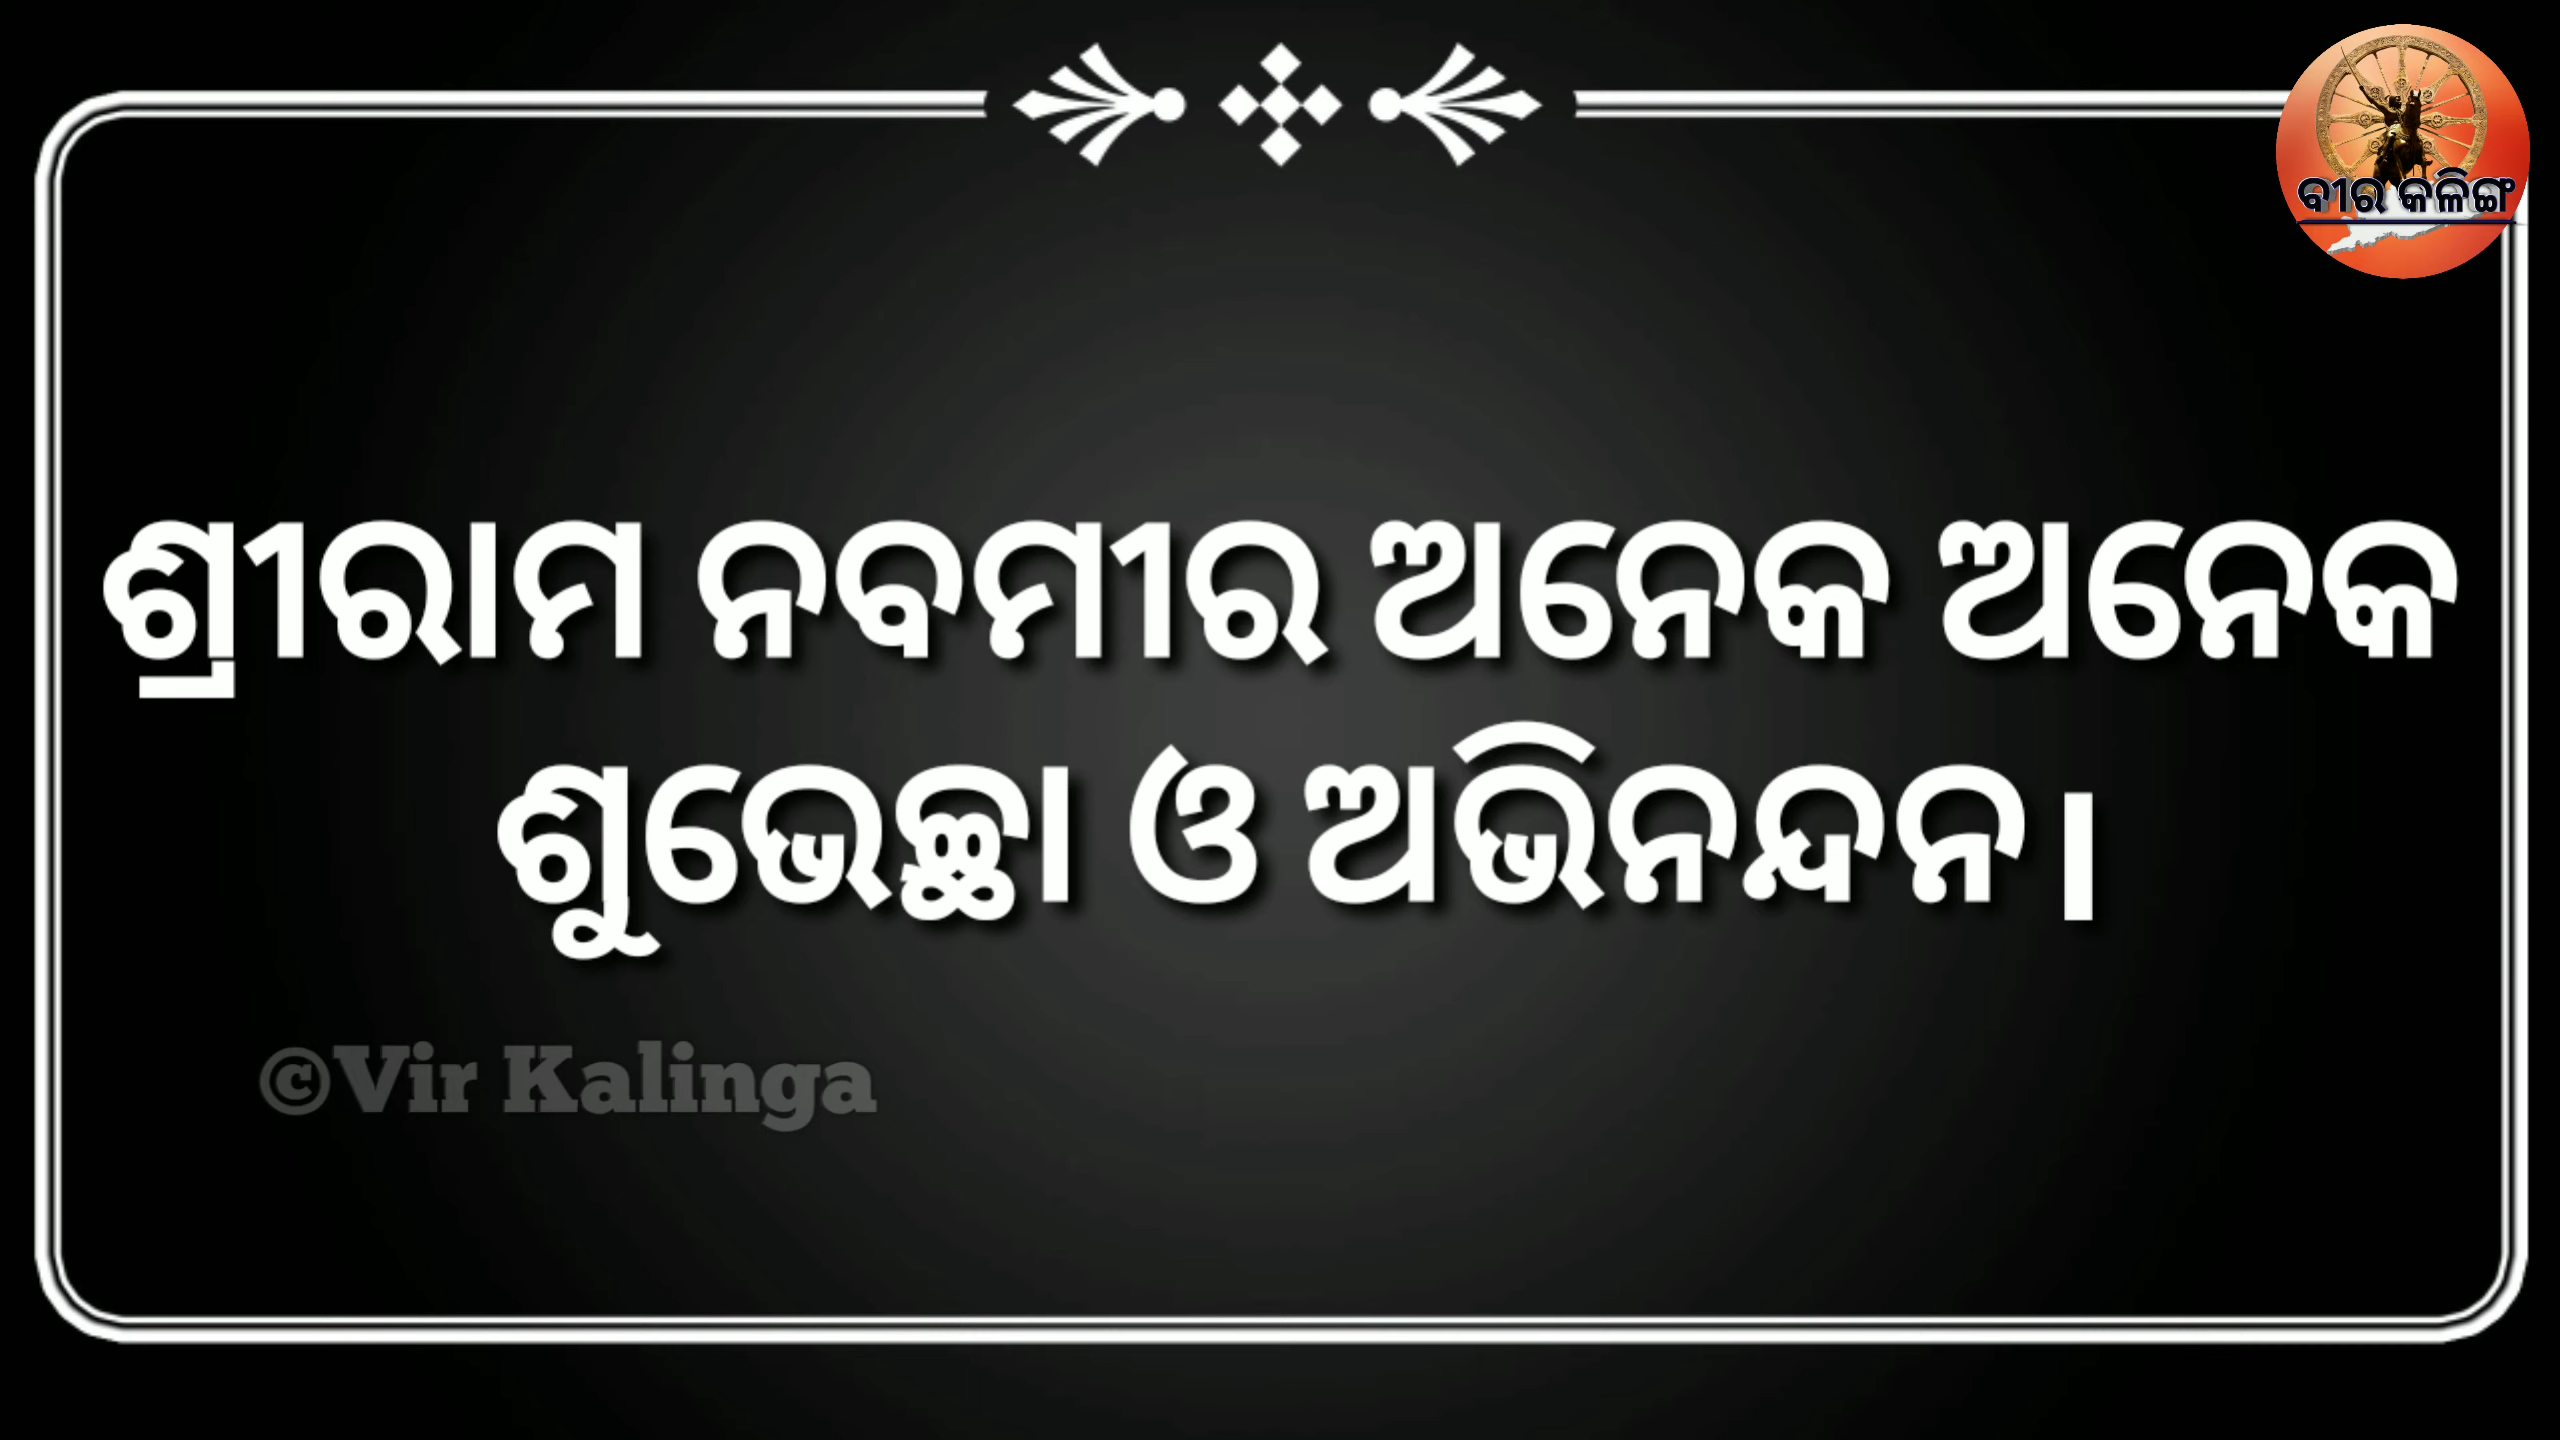 ବୀର କଳିଙ୍ଗ
ଶ୍ରୀରାମ ନବମୀର ଅନେକ ଅନେକ
ଶୁଭେଚ୍ଛା ଓ ଅଭିନନ୍ଦନ।
©Vir Kalinga